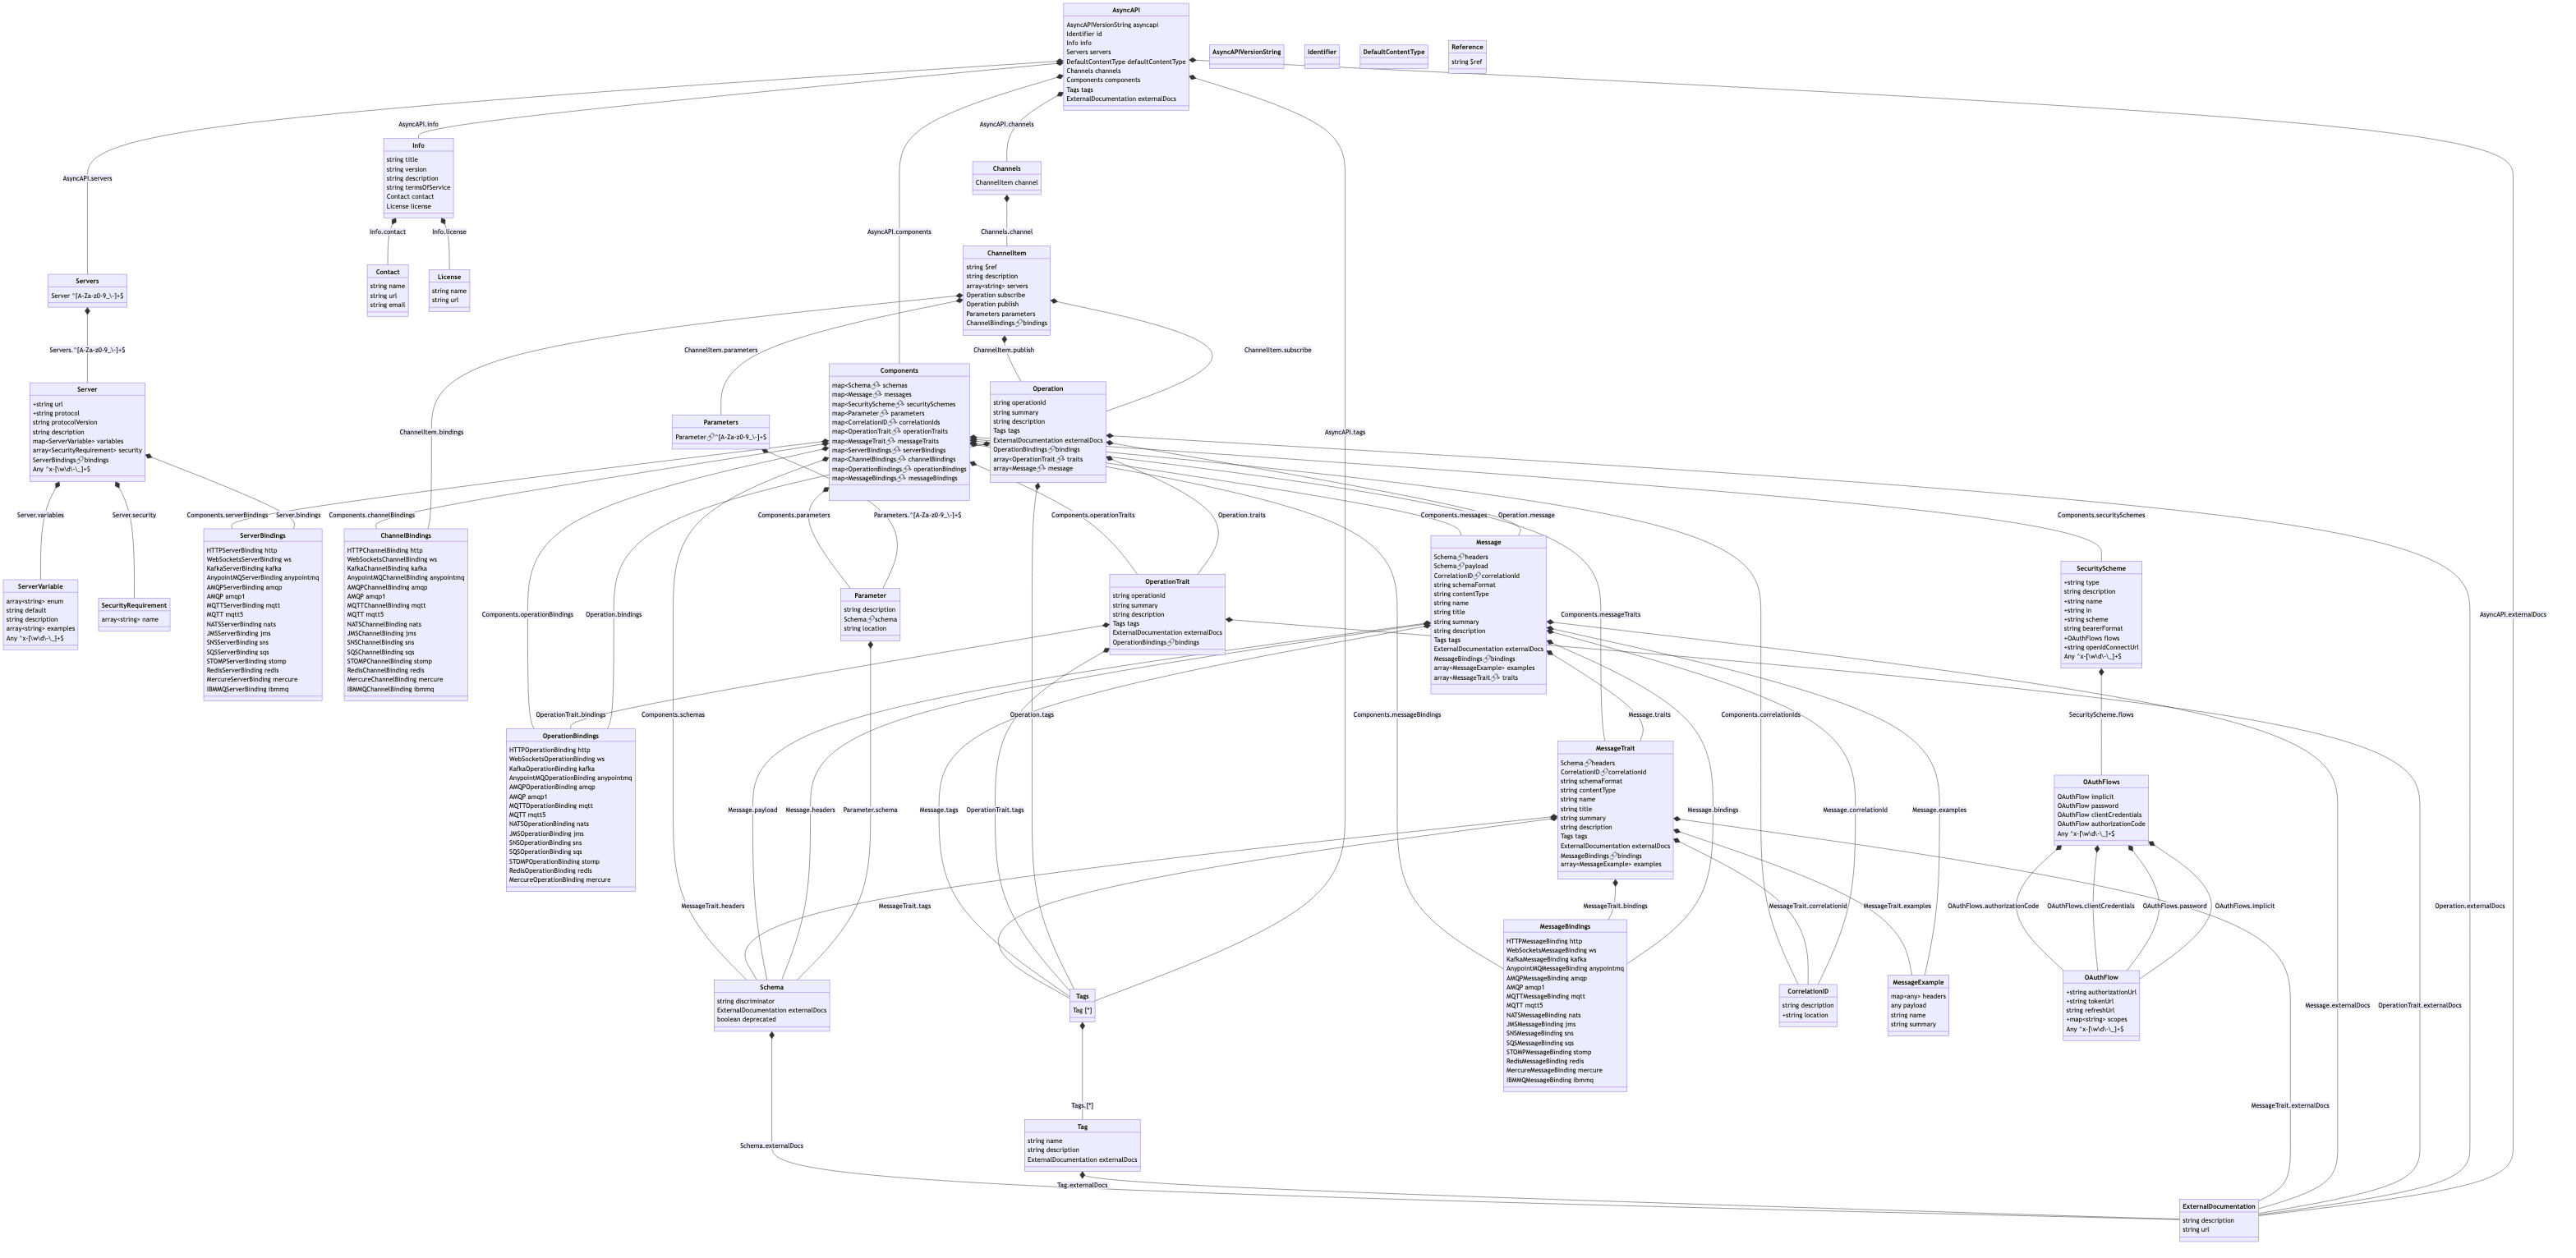 AsyncAPI
AsyncAPIVersionString asyncapi
Identifier id
Info info
Servers servers
DefaultContentType defaultContentType
Channels channels
Components components
Tags tags
ExternalDocumentation externalDocs
AsyncAPIVersionString
Identifier
DefaultContentType
Reference
string $ref
AsyncAPI.servers
AsyncAPI.info
AsyncAPI.components
AsyncAPI.channels
AsyncAPI.tags
AsyncAPI.externalDocs
Info
string title
string version
string description
string termsOfService
Contact contact
License license
Info.contact
Info.license
Contact
string name
string url
string email
License
string name
string url
Channels
ChannelItem channel
Channels.channel
ChannelItem
string $ref
string description
array<string> servers
Operation subscribe
Operation publish
Parameters parameters
ChannelBindings🔗bindings
ChannelItem.bindings
ChannelItem.parameters
ChannelItem.publish
ChannelItem.subscribe
Servers
Server ^[A-Za-z0-9_\-]+$
Servers.^[A-Za-z0-9_\-]+$
Server
+string url
+string protocol
string protocolVersion
string description
map<ServerVariable> variables
array<SecurityRequirement> security
ServerBindings🔗bindings
Any ^x-[\w\d\-\_]+$
Server.variables
Server.security
Server.bindings
ServerVariable
array<string> enum
string default
string description
array<string> examples
Any ^x-[\w\d\-\_]+$
SecurityRequirement
array<string> name
Parameters
Parameter🔗^[A-Za-z0-9_\-]+$
Parameters.^[A-Za-z0-9_\-]+$
Components
map<Schema🔗> schemas
map<Message🔗> messages
map<SecurityScheme🔗> securitySchemes
map<Parameter🔗> parameters
map<CorrelationID🔗> correlationIds
map<OperationTrait🔗> operationTraits
map<MessageTrait🔗> messageTraits
map<ServerBindings🔗> serverBindings
map<ChannelBindings🔗> channelBindings
map<OperationBindings🔗> operationBindings
map<MessageBindings🔗> messageBindings
Components.serverBindings
Components.channelBindings
Components.operationBindings
Components.schemas
Components.parameters
Components.operationTraits
Components.messageBindings
Components.messages
Components.messageTraits
Components.correlationIds
Components.securitySchemes
Operation
string operationId
string summary
string description
Tags tags
ExternalDocumentation externalDocs
OperationBindings🔗bindings
array<OperationTrait🔗> traits
array<Message🔗> message
Operation.bindings
Operation.tags
Operation.traits
Operation.message
Operation.externalDocs
ServerBindings
HTTPServerBinding http
WebSocketsServerBinding ws
KafkaServerBinding kafka
AnypointMQServerBinding anypointmq
AMQPServerBinding amqp
AMQP amqp1
MQTTServerBinding mqtt
MQTT mqtt5
NATSServerBinding nats
JMSServerBinding jms
SNSServerBinding sns
SQSServerBinding sqs
STOMPServerBinding stomp
RedisServerBinding redis
MercureServerBinding mercure
IBMMQServerBinding ibmmq
ChannelBindings
HTTPChannelBinding http
WebSocketsChannelBinding ws
KafkaChannelBinding kafka
AnypointMQChannelBinding anypointmq
AMQPChannelBinding amqp
AMQP amqp1
MQTTChannelBinding mqtt
MQTT mqtt5
NATSChannelBinding nats
JMSChannelBinding jms
SNSChannelBinding sns
SQSChannelBinding sqs
STOMPChannelBinding stomp
RedisChannelBinding redis
MercureChannelBinding mercure
IBMMQChannelBinding ibmmq
Parameter
string description
Schema🔗schema
string location
Parameter.schema
OperationTrait
string operationId
string summary
string description
Tags tags
ExternalDocumentation externalDocs
OperationBindings🔗bindings
OperationTrait.bindings
OperationTrait.tags
OperationTrait.externalDocs
Message
Schema🔗headers
Schema🔗payload
CorrelationID🔗correlationId
string schemaFormat
string contentType
string name
string title
string summary
string description
Tags tags
ExternalDocumentation externalDocs
MessageBindings🔗bindings
array<MessageExample> examples
array<MessageTrait🔗> traits
Message.payload
Message.headers
Message.tags
Message.traits
Message.bindings
Message.correlationId
Message.examples
Message.externalDocs
SecurityScheme
+string type
string description
+string name
+string in
+string scheme
string bearerFormat
+OAuthFlows flows
+string openIdConnectUrl
Any ^x-[\w\d\-\_]+$
SecurityScheme.flows
OperationBindings
HTTPOperationBinding http
WebSocketsOperationBinding ws
KafkaOperationBinding kafka
AnypointMQOperationBinding anypointmq
AMQPOperationBinding amqp
AMQP amqp1
MQTTOperationBinding mqtt
MQTT mqtt5
NATSOperationBinding nats
JMSOperationBinding jms
SNSOperationBinding sns
SQSOperationBinding sqs
STOMPOperationBinding stomp
RedisOperationBinding redis
MercureOperationBinding mercure
MessageTrait
Schema🔗headers
CorrelationID🔗correlationId
string schemaFormat
string contentType
string name
string title
string summary
string description
Tags tags
ExternalDocumentation externalDocs
MessageBindings🔗bindings
array<MessageExample> examples
MessageTrait.headers
MessageTrait.tags
MessageTrait.bindings
MessageTrait.correlationId
MessageTrait.examples
MessageTrait.externalDocs
OAuthFlows
OAuthFlow implicit
OAuthFlow password
OAuthFlow clientCredentials
OAuthFlow authorizationCode
Any ^x-[\w\d\-\_]+$
OAuthFlows.authorizationCode
OAuthFlows.clientCredentials
OAuthFlows.password
OAuthFlows.implicit
MessageBindings
HTTPMessageBinding http
WebSocketsMessageBinding ws
KafkaMessageBinding kafka
AnypointMQMessageBinding anypointmq
AMQPMessageBinding amqp
AMQP amqp1
MQTTMessageBinding mqtt
MQTT mqtt5
NATSMessageBinding nats
JMSMessageBinding jms
SNSMessageBinding sns
SQSMessageBinding sqs
STOMPMessageBinding stomp
RedisMessageBinding redis
MercureMessageBinding mercure
IBMMQMessageBinding ibmmq
Schema
string discriminator
ExternalDocumentation externalDocs
boolean deprecated
Schema.externalDocs
Tags
Tag [*]
Tags.[*]
Tag
string name
string description
ExternalDocumentation externalDocs
Tag.externalDocs
CorrelationID
string description
+string location
MessageExample
map<any> headers
any payload
string name
string summary
OAuthFlow
+string authorizationUrl
+string tokenUrl
string refreshUrl
+map<string> scopes
Any ^x-[\w\d\-\_]+$
ExternalDocumentation
string description
string url